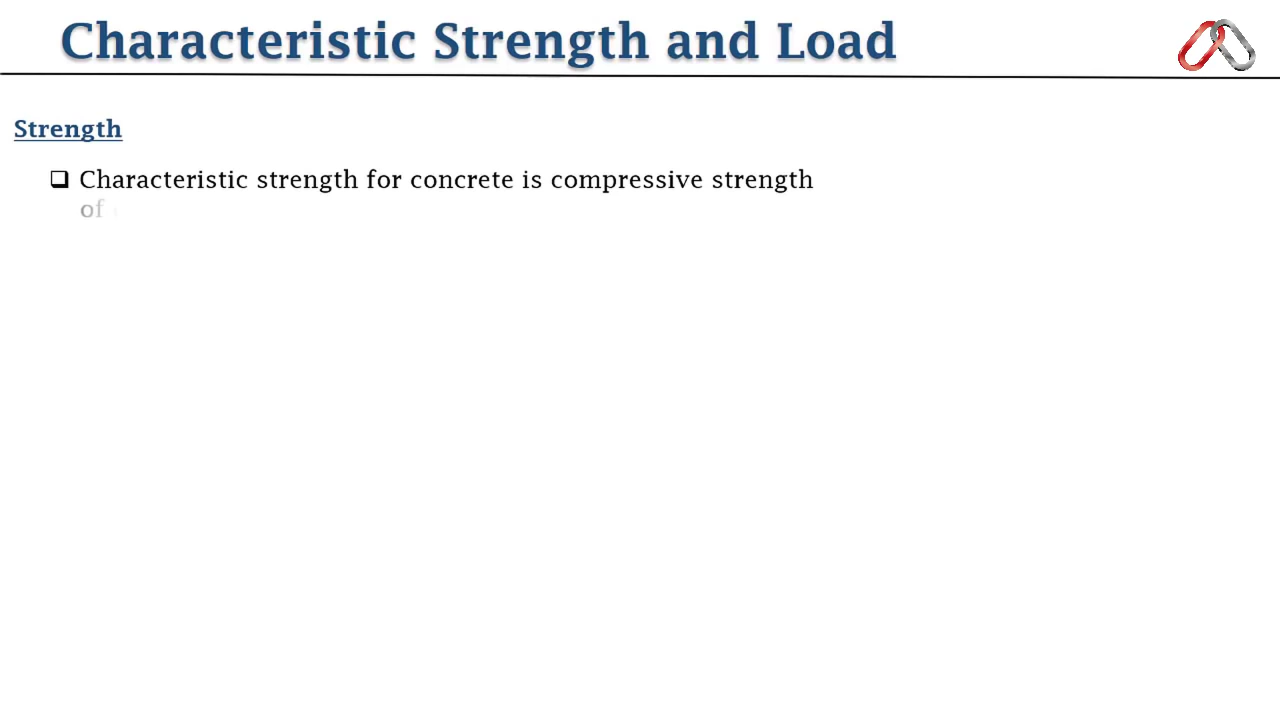 Characteristic Strength and Load
Strength
Characteristic strength for concrete is compressive strength
of